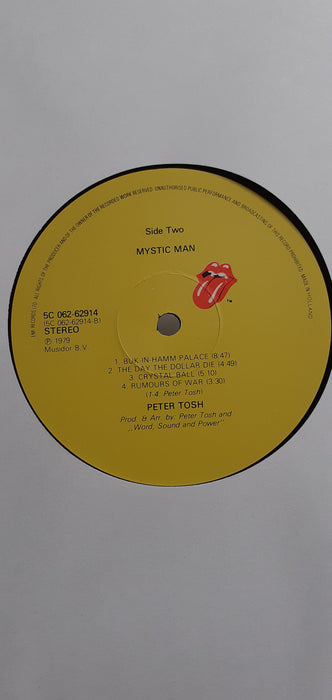 EMI RECORDS LTD. ALL RIGHTS OF THE PRODUCER AND OF THE OWNER OF THE RECORDED WORK RESERVED. UNAUTHORISED PUBLIC PERFORMANCE AND BROADCASTING OF THIS RECORD PROHIBITED. MADE IN HOLLAND
Side Two
MYSTIC MAN
5C 062-62914
(5C 062-62914-B)
STEREO
℗ 1979
Musidor B.V.
TM
1. BUK-IN-HAMM PALACE (8:47)
2. THE DAY THE DOLLAR DIE (4:49)
3. CRYSTAL BALL (5:10)
4. RUMOURS OF WAR (3:30)
(1-4: Peter Tosh)
PETER TOSH
Prod. & Arr. by: Peter Tosh and
,,Word, Sound and Power"